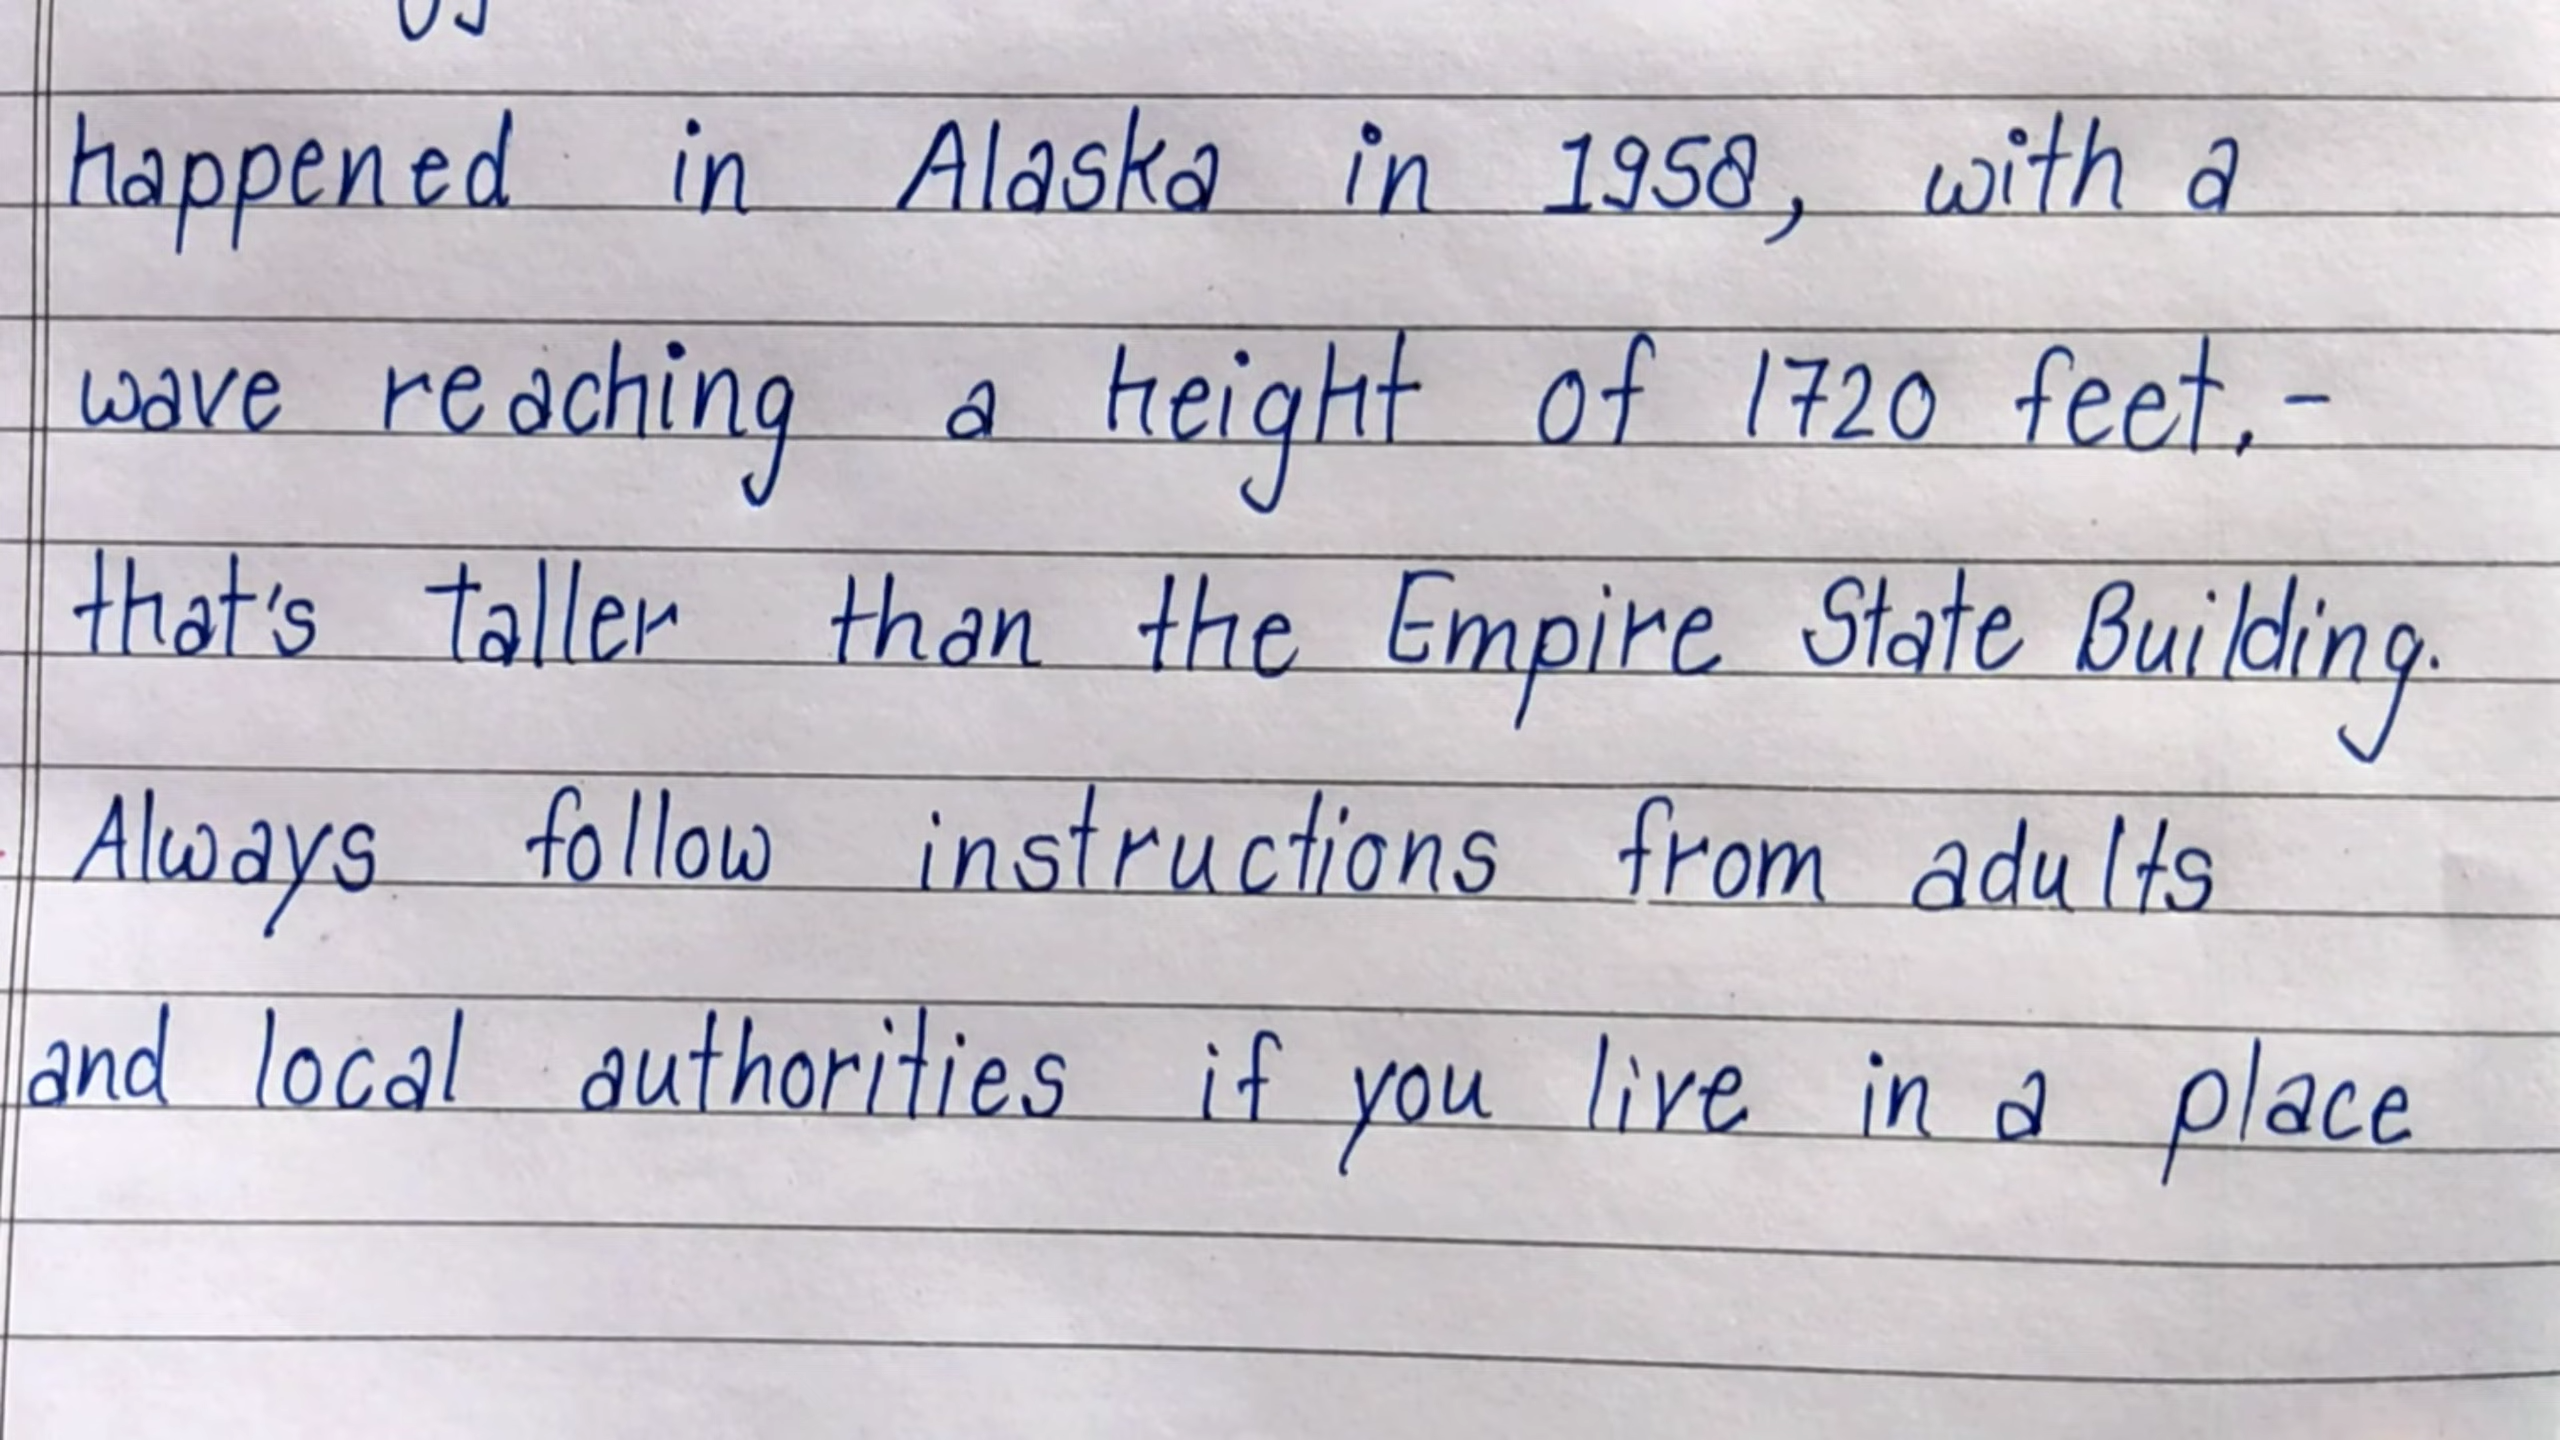 happened in Alaska in 1958, with a
wave reaching a height of 1720 feet,-
that's taller than the Empire State Building.
Always follow instructions from adults
and local authorities if you live in a place